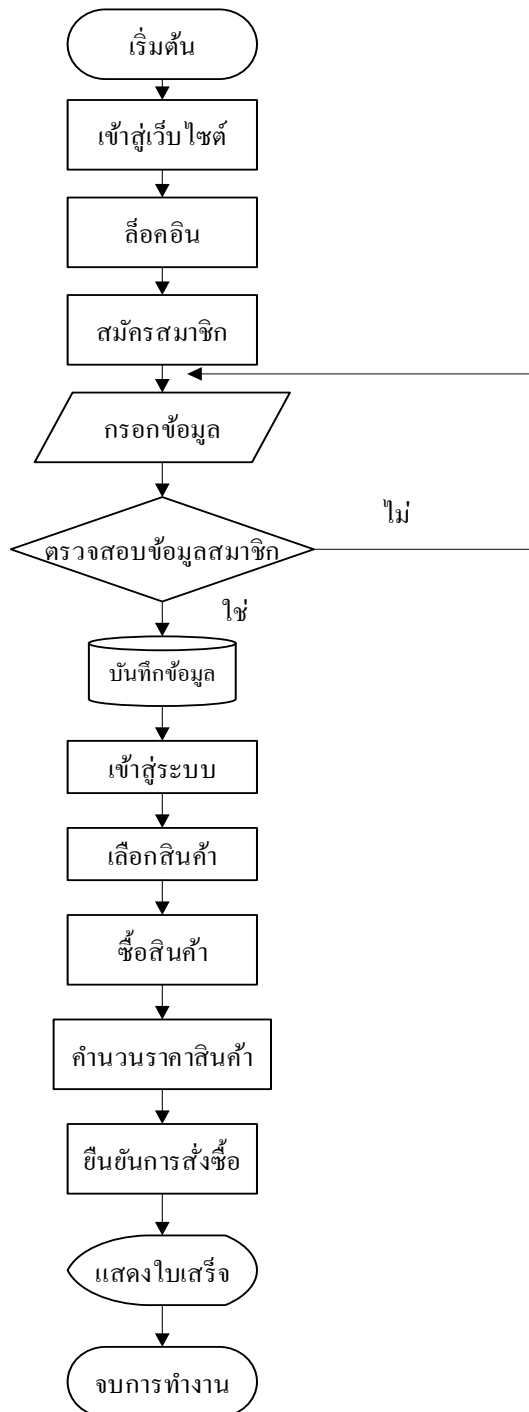 เริ่มต้น
เข้าสู่เว็บไซต์
ล็อคอิน
สมัครสมาชิก
กรอกข้อมูล
ไม่
ตรวจสอบข้อมูลสมาชิก
ใช่
บันทึกข้อมูล
เข้าสู่ระบบ
เลือกสินค้า
ซื้อสินค้า
คำนวนราคาสินค้า
ยืนยันการสั่งซื้อ
แสดงใบเสร็จ
จบการทำงาน